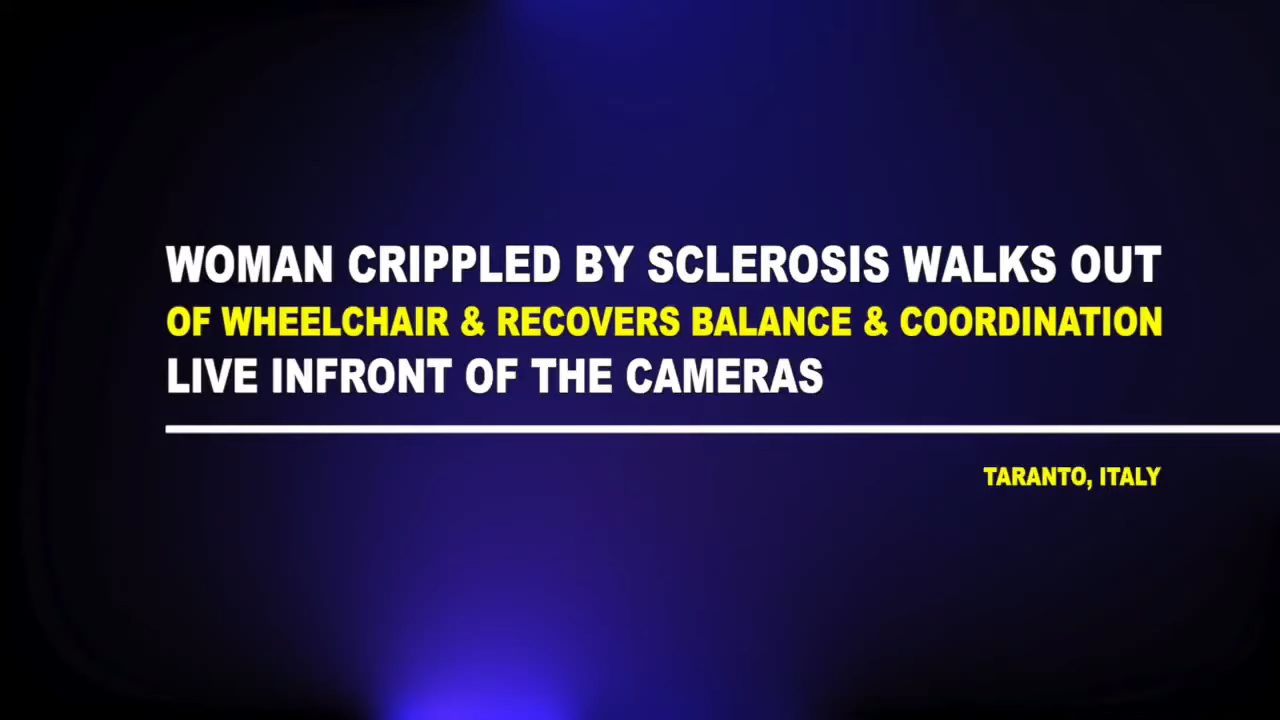 WOMAN CRIPPLED BY SCLEROSIS WALKS OUT
OF WHEELCHAIR & RECOVERS BALANCE & COORDINATION
LIVE INFRONT OF THE CAMERAS
TARANTO, ITALY